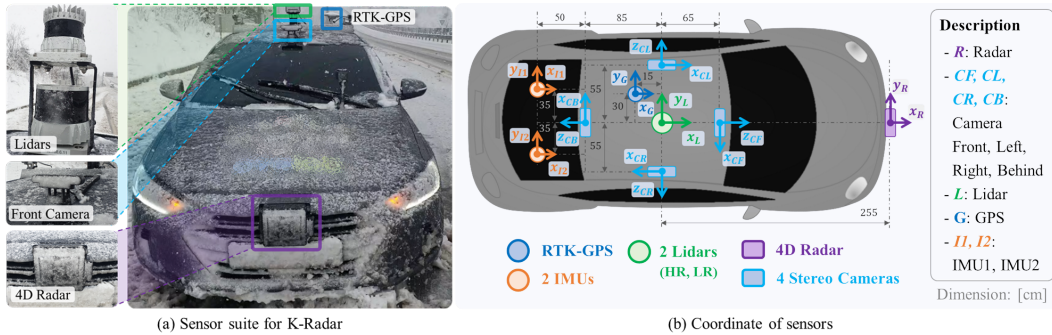 RTK-GPS
Lidars
Front Camera
4D Radar
(a) Sensor suite for K-Radar
50
85
65
z_CL
x_CL
y_I1
x_I1
y_G
15
x_CB
55
35
x_G
30
y_L
y_R
x_R
z_CB
y_I2
35
30
x_L
x_CF
z_CF
x_I2
55
x_CR
z_CR
255
RTK-GPS
2 IMUs
2 Lidars
(HR, LR)
4D Radar
4 Stereo Cameras
Description
- R: Radar
- CF, CL,
CR, CB:
Camera
Front, Left,
Right, Behind
- L: Lidar
- G: GPS
- I1, I2:
IMU1, IMU2
Dimension: [cm]
(b) Coordinate of sensors